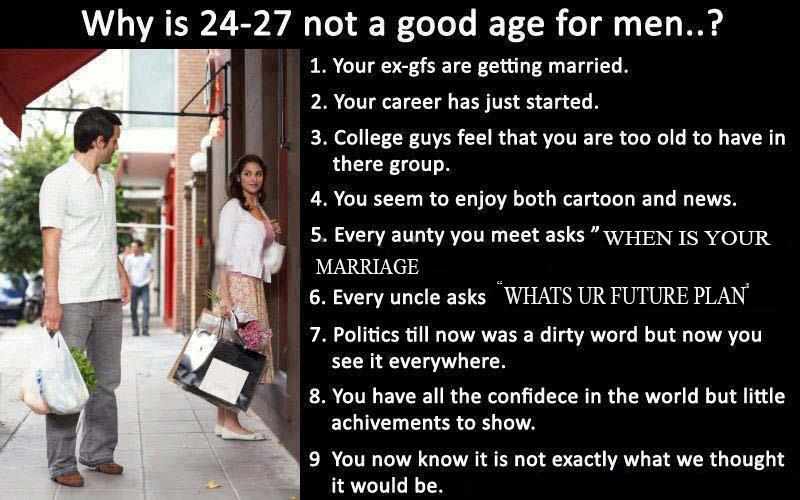 Why is 24-27 not a good age for men..?
1. Your ex-gfs are getting married.
2. Your career has just started.
3. College guys feel that you are too old to have in
there group.
4. You seem to enjoy both cartoon and news.
5. Every aunty you meet asks ” WHEN IS YOUR
MARRIAGE
6. Every uncle asks “WHATS UR FUTURE PLAN”
7. Politics till now was a dirty word but now you
see it everywhere.
8. You have all the confidece in the world but little
achivements to show.
9 You now know it is not exactly what we thought
it would be.